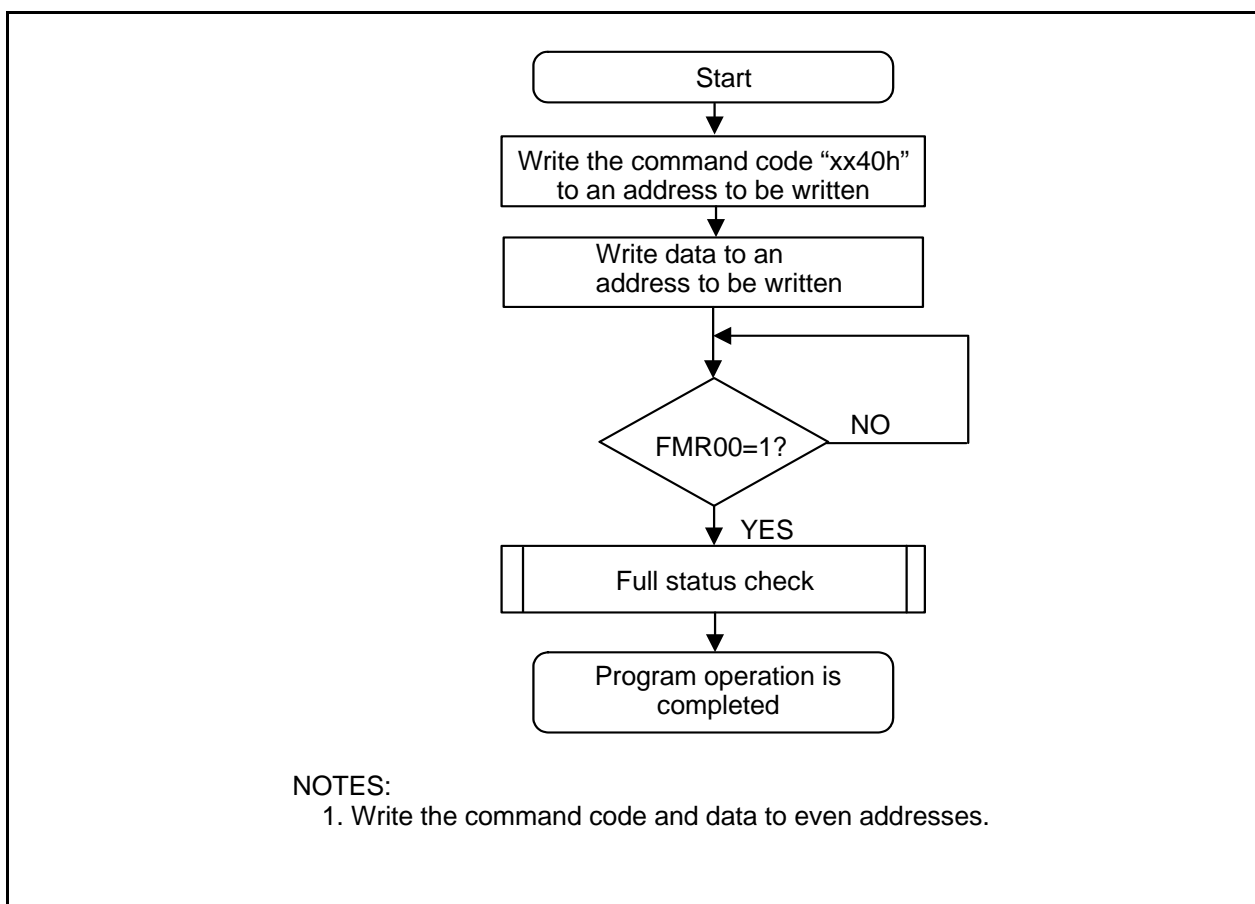 Start
Write the command code “xx40h”
to an address to be written
Write data to an
address to be written
FMR00=1?
NO
YES
Full status check
Program operation is
completed
NOTES:
1. Write the command code and data to even addresses.